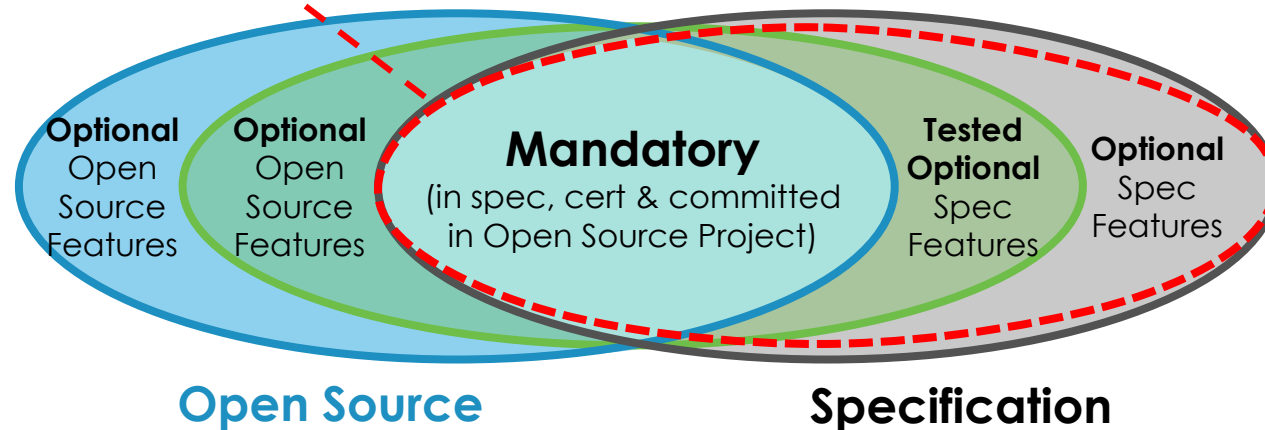 Optional
Open
Source
Features
Optional
Open
Source
Features
Mandatory
(in spec, cert & committed
in Open Source Project)
Tested
Optional
Spec
Features
Optional
Spec
Features
Open Source
Specification